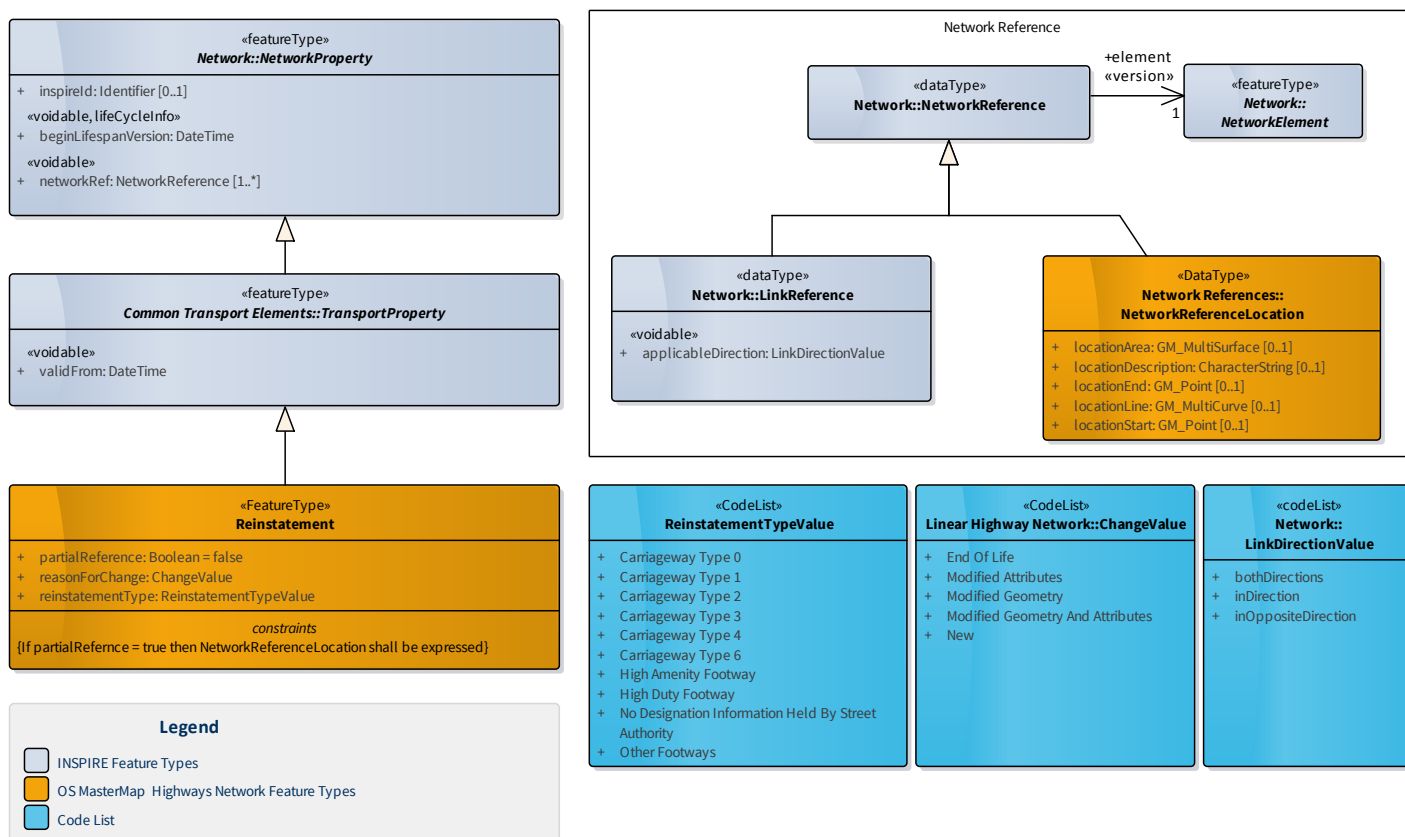 «featureType»
Network::NetworkProperty
+ inspireId: Identifier [0..1]
«voidable, lifeCycleInfo»
+ beginLifespanVersion: DateTime
«voidable»
+ networkRef: NetworkReference [1..*]
«featureType»
Common Transport Elements::TransportProperty
«voidable»
+ validFrom: DateTime
«FeatureType»
Reinstatement
+ partialReference: Boolean = false
+ reasonForChange: ChangeValue
+ reinstatementType: ReinstatementTypeValue
constraints
{If partialRefernce = true then NetworkReferenceLocation shall be expressed}
Legend
INSPIRE Feature Types
OS MasterMap Highways Network Feature Types
Code List
Network Reference
«dataType»
Network::NetworkReference
+element
«version»
1
«featureType»
Network::
NetworkElement
«dataType»
Network::LinkReference
«voidable»
+ applicableDirection: LinkDirectionValue
«DataType»
Network References::
NetworkReferenceLocation
+ locationArea: GM_MultiSurface [0..1]
+ locationDescription: CharacterString [0..1]
+ locationEnd: GM_Point [0..1]
+ locationLine: GM_MultiCurve [0..1]
+ locationStart: GM_Point [0..1]
«CodeList»
ReinstatementTypeValue
+ Carriageway Type 0
+ Carriageway Type 1
+ Carriageway Type 2
+ Carriageway Type 3
+ Carriageway Type 4
+ Carriageway Type 6
+ High Amenity Footway
+ High Duty Footway
+ No Designation Information Held By Street
Authority
+ Other Footways
«CodeList»
Linear Highway Network::ChangeValue
+ End Of Life
+ Modified Attributes
+ Modified Geometry
+ Modified Geometry And Attributes
+ New
«codeList»
Network::
LinkDirectionValue
+ bothDirections
+ inDirection
+ inOppositeDirection